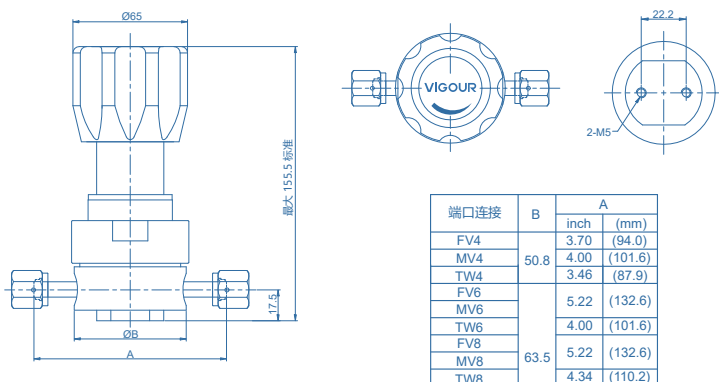 Ø65
最大 155.5 标准
17.5
ØB
A
VIGOUR
22.2
2-M5
端口连接 B A
inch (mm)
FV4 50.8 3.70 (94.0)
MV4 4.00 (101.6)
TW4 3.46 (87.9)
FV6 63.5 5.22 (132.6)
MV6
TW6 4.00 (101.6)
FV8 5.22 (132.6)
MV8
TW8 4.34 (110.2)